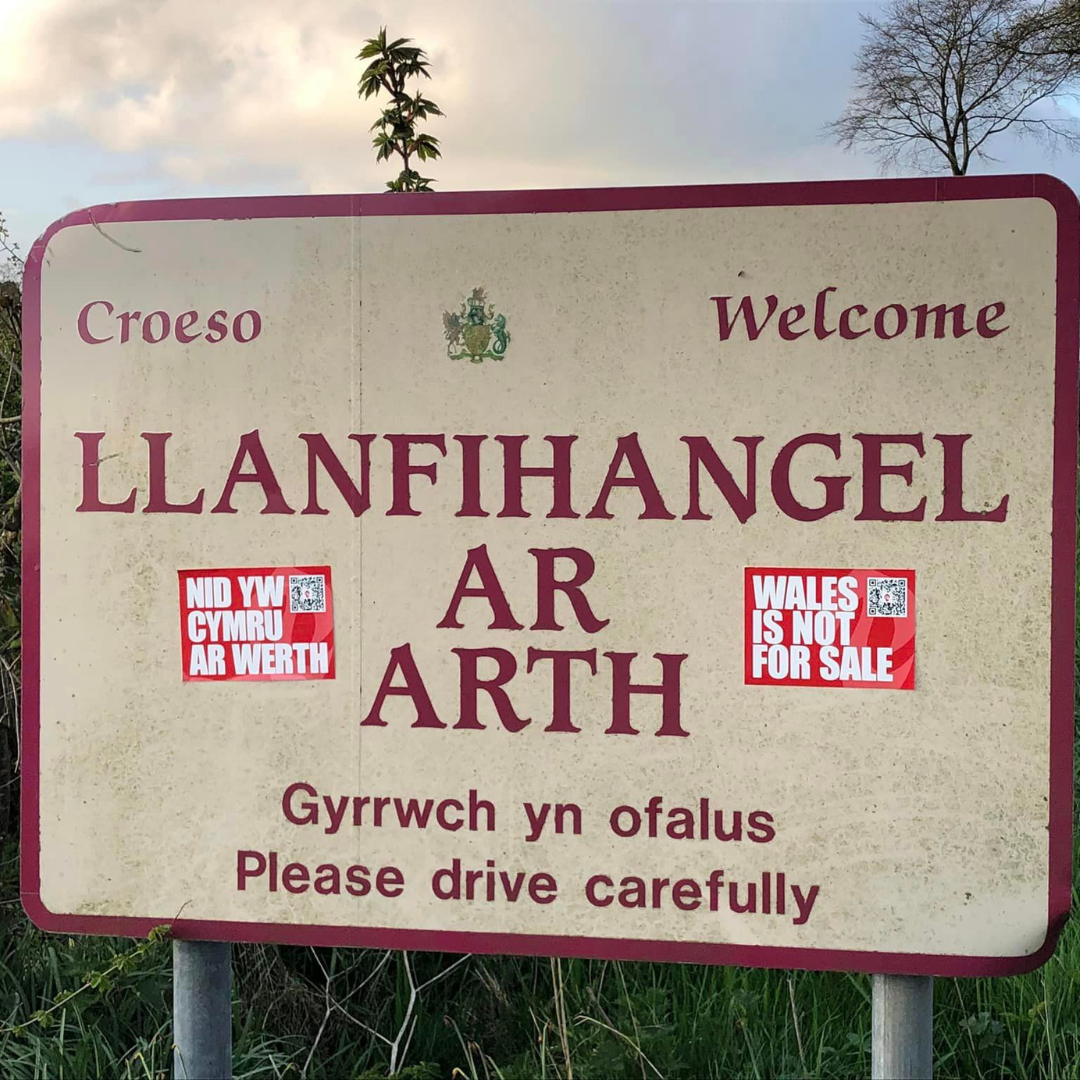 Croeso
Welcome
LLANFIHANGEL
AR
ARTH
NID YW
CYMRU
AR WERTH
WALES
IS NOT
FOR SALE
Gyrrwch yn ofalus
Please drive carefully